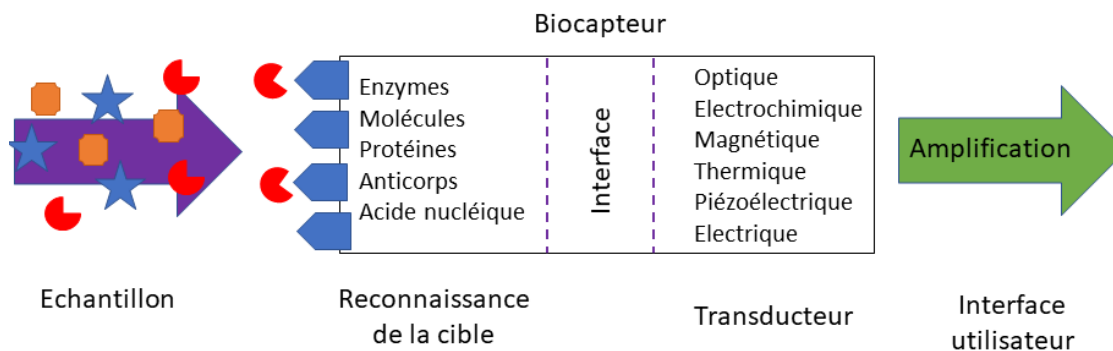 Biocapteur
Enzymes
Molécules
Protéines
Anticorps
Acide nucléique
Interface
Optique
Electrochimique
Magnétique
Thermique
Piézoélectrique
Electrique
Amplification
Echantillon
Reconnaissance
de la cible
Transducteur
Interface
utilisateur